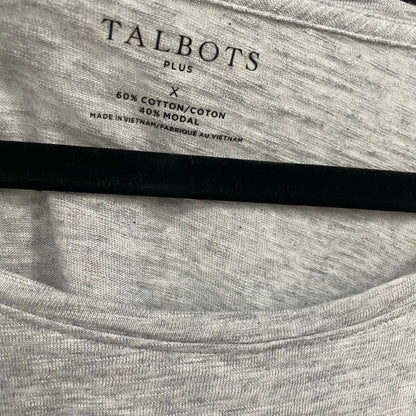 TALBOTS
PLUS
X
60% COTTON/COTON
40% MODAL
MADE IN VIETNAM/FABRIQUÉ AU VIETNAM